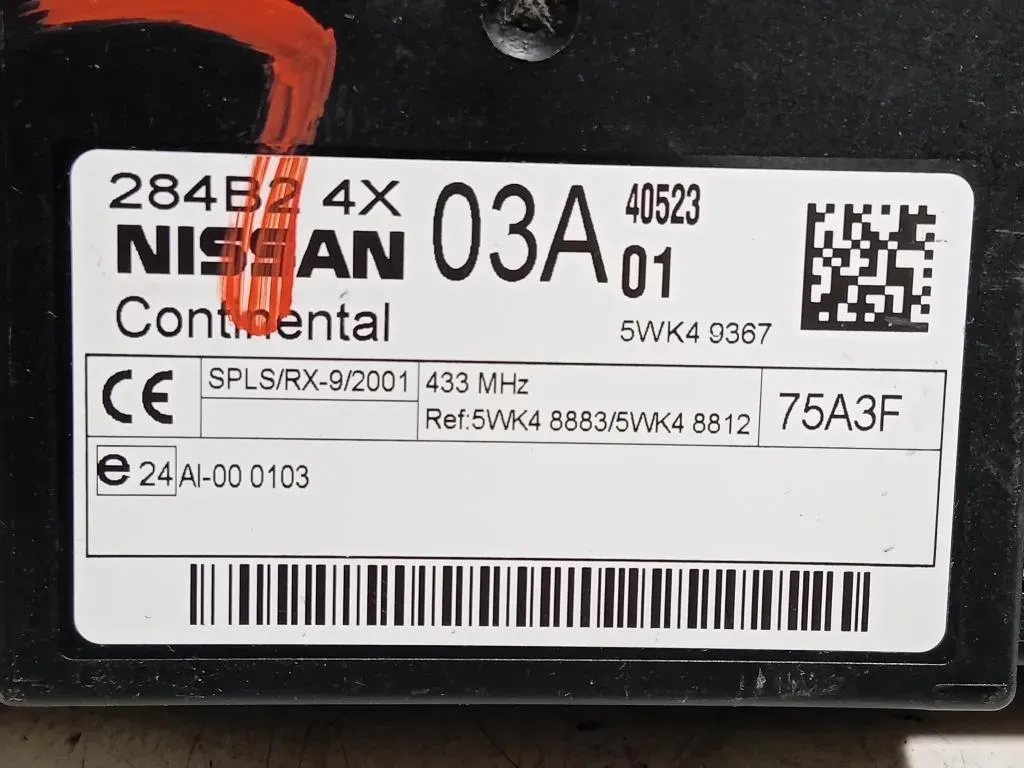 284B2 4X
NISSAN
03A
40523
01
Continental
5WK4 9367
CE
SPLS/RX-9/2001
433 MHz
Ref:5WK4 8883/5WK4 8812
75A3F
e 24 AI-00 0103